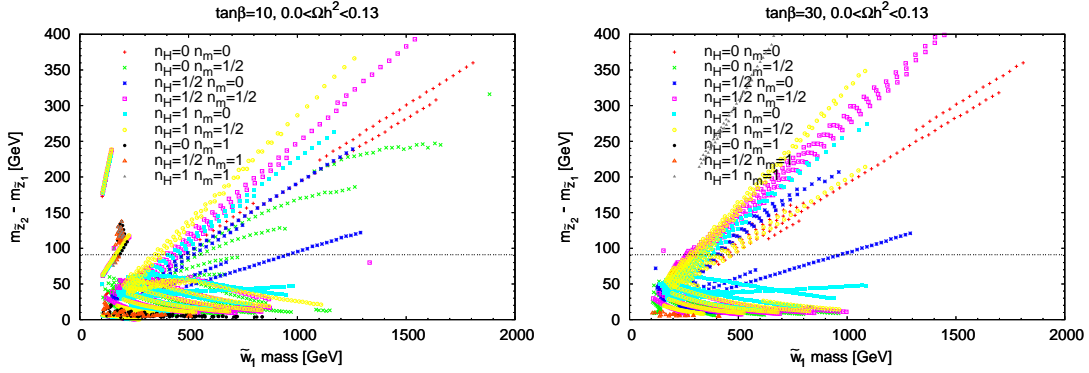 tanβ=10, 0.0<Ωh²<0.13
m_z̃₂ - m_z̃₁ [GeV]
400
350
300
250
200
150
100
50
0
n_H=0 n_m=0
n_H=0 n_m=1/2
n_H=1/2 n_m=0
n_H=1/2 n_m=1/2
n_H=1 n_m=0
n_H=1 n_m=1/2
n_H=0 n_m=1
n_H=1/2 n_m=1
n_H=1 n_m=1
0 500 1000 1500 2000
w̃₁ mass [GeV]
tanβ=30, 0.0<Ωh²<0.13
m_z̃₂ - m_z̃₁ [GeV]
400
350
300
250
200
150
100
50
0
n_H=0 n_m=0
n_H=0 n_m=1/2
n_H=1/2 n_m=0
n_H=1/2 n_m=1/2
n_H=1 n_m=0
n_H=1 n_m=1/2
n_H=0 n_m=1
n_H=1/2 n_m=1
n_H=1 n_m=1
0 500 1000 1500 2000
w̃₁ mass [GeV]